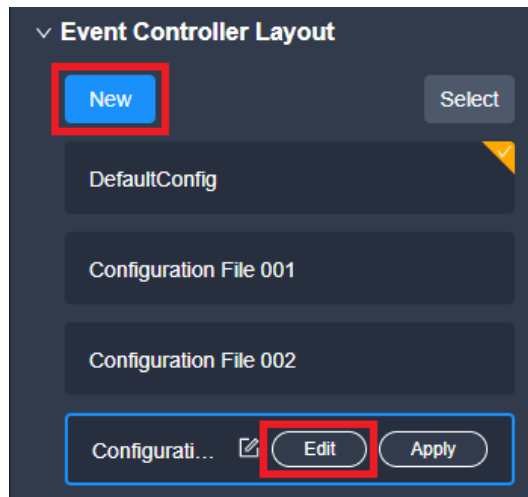 Event Controller Layout
New Select
DefaultConfig
Configuration File 001
Configuration File 002
Configurati... Edit Apply